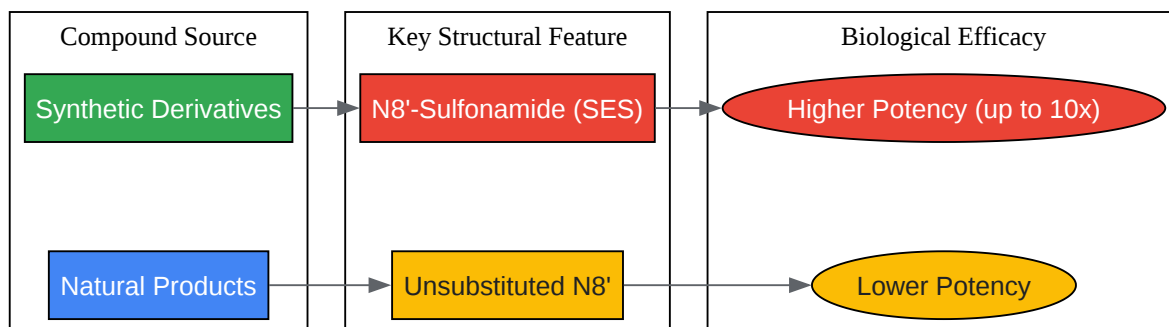 Compound Source
Key Structural Feature
Biological Efficacy
Synthetic Derivatives
N8'-Sulfonamide (SES)
Higher Potency (up to 10x)
Natural Products
Unsubstituted N8'
Lower Potency